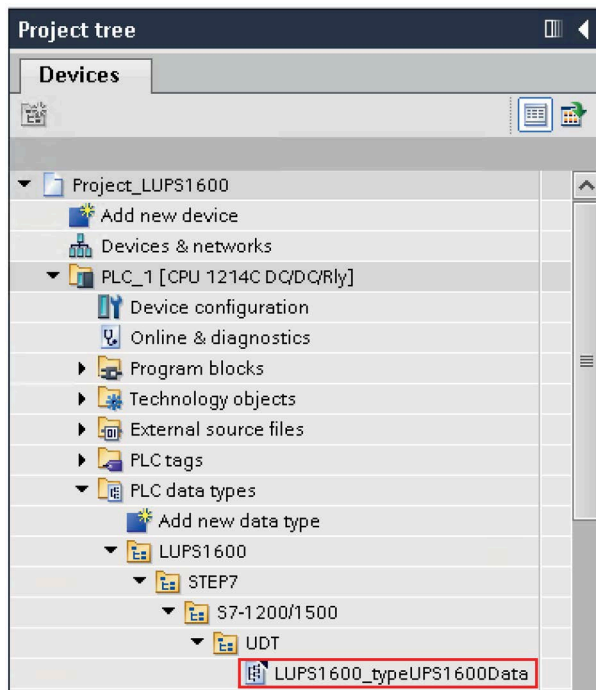 Project tree
Devices
Project_LUPS1600
Add new device
Devices & networks
PLC_1 [CPU 1214C DC/DC/Rly]
Device configuration
Online & diagnostics
Program blocks
Technology objects
External source files
PLC tags
PLC data types
Add new data type
LUPS1600
STEP7
S7-1200/1500
UDT
LUPS1600_typeUPS1600Data